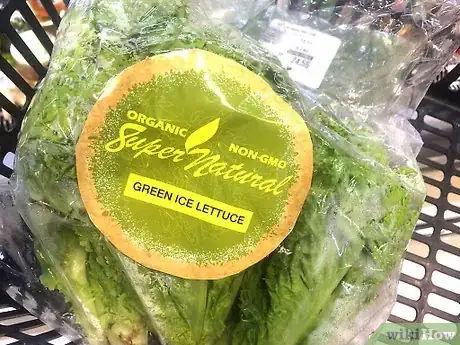 ORGANIC
NON-GMO
Super Natural
GREEN ICE LETTUCE
wikiHow